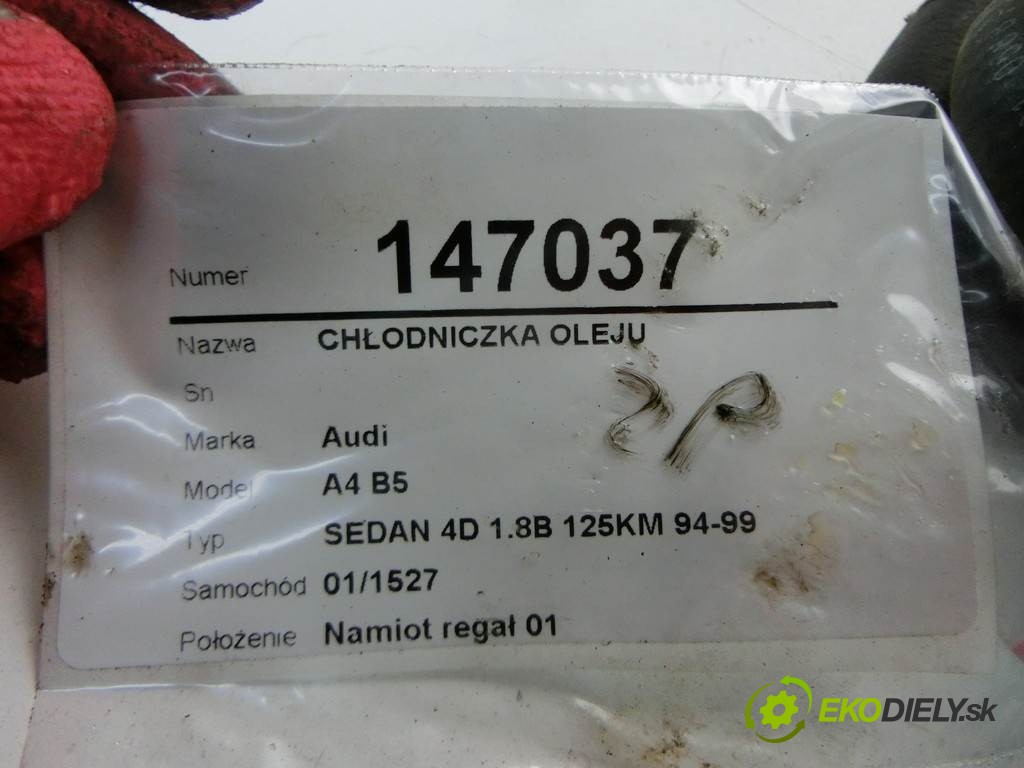 Numer 147037
Nazwa CHŁODNICZKA OLEJU
Sn
Marka Audi
Model A4 B5
Typ SEDAN 4D 1.8B 125KM 94-99
Samochód 01/1527
Położenie Namiot regał 01
EKODIELY.sk